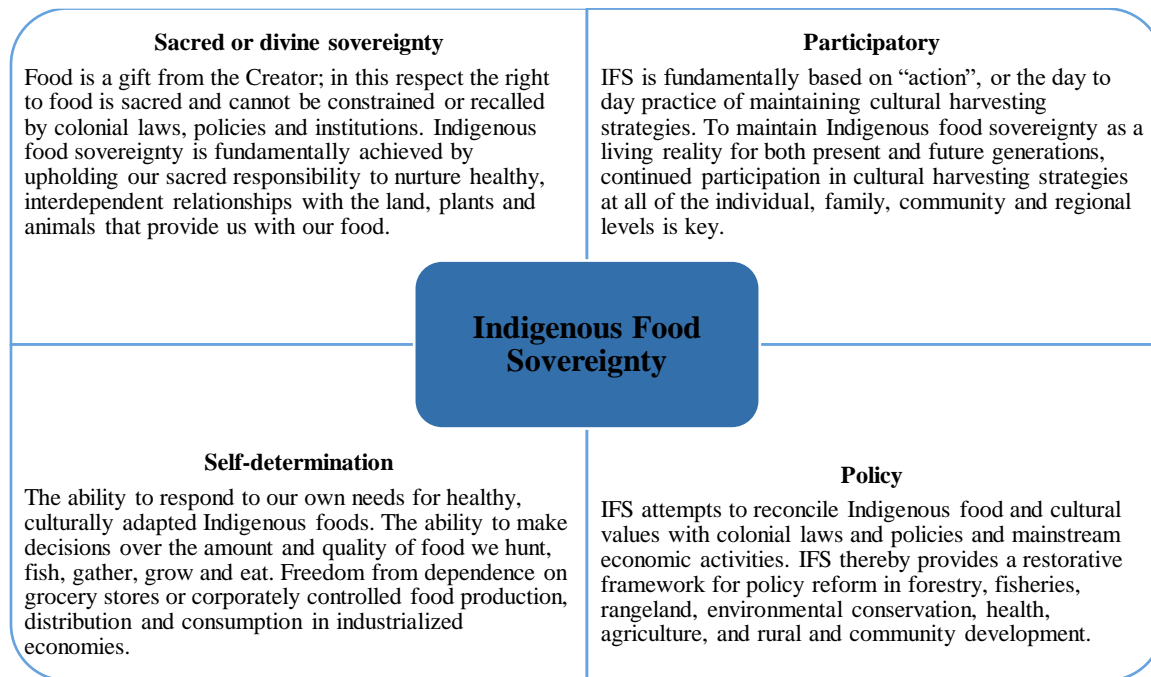 Sacred or divine sovereignty
Food is a gift from the Creator; in this respect the right
to food is sacred and cannot be constrained or recalled
by colonial laws, policies and institutions. Indigenous
food sovereignty is fundamentally achieved by
upholding our sacred responsibility to nurture healthy,
interdependent relationships with the land, plants and
animals that provide us with our food.
Participatory
IFS is fundamentally based on “action”, or the day to
day practice of maintaining cultural harvesting
strategies. To maintain Indigenous food sovereignty as a
living reality for both present and future generations,
continued participation in cultural harvesting strategies
at all of the individual, family, community and regional
levels is key.
Indigenous Food
Sovereignty
Self-determination
The ability to respond to our own needs for healthy,
culturally adapted Indigenous foods. The ability to make
decisions over the amount and quality of food we hunt,
fish, gather, grow and eat. Freedom from dependence on
grocery stores or corporately controlled food production,
distribution and consumption in industrialized
economies.
Policy
IFS attempts to reconcile Indigenous food and cultural
values with colonial laws and policies and mainstream
economic activities. IFS thereby provides a restorative
framework for policy reform in forestry, fisheries,
rangeland, environmental conservation, health,
agriculture, and rural and community development.